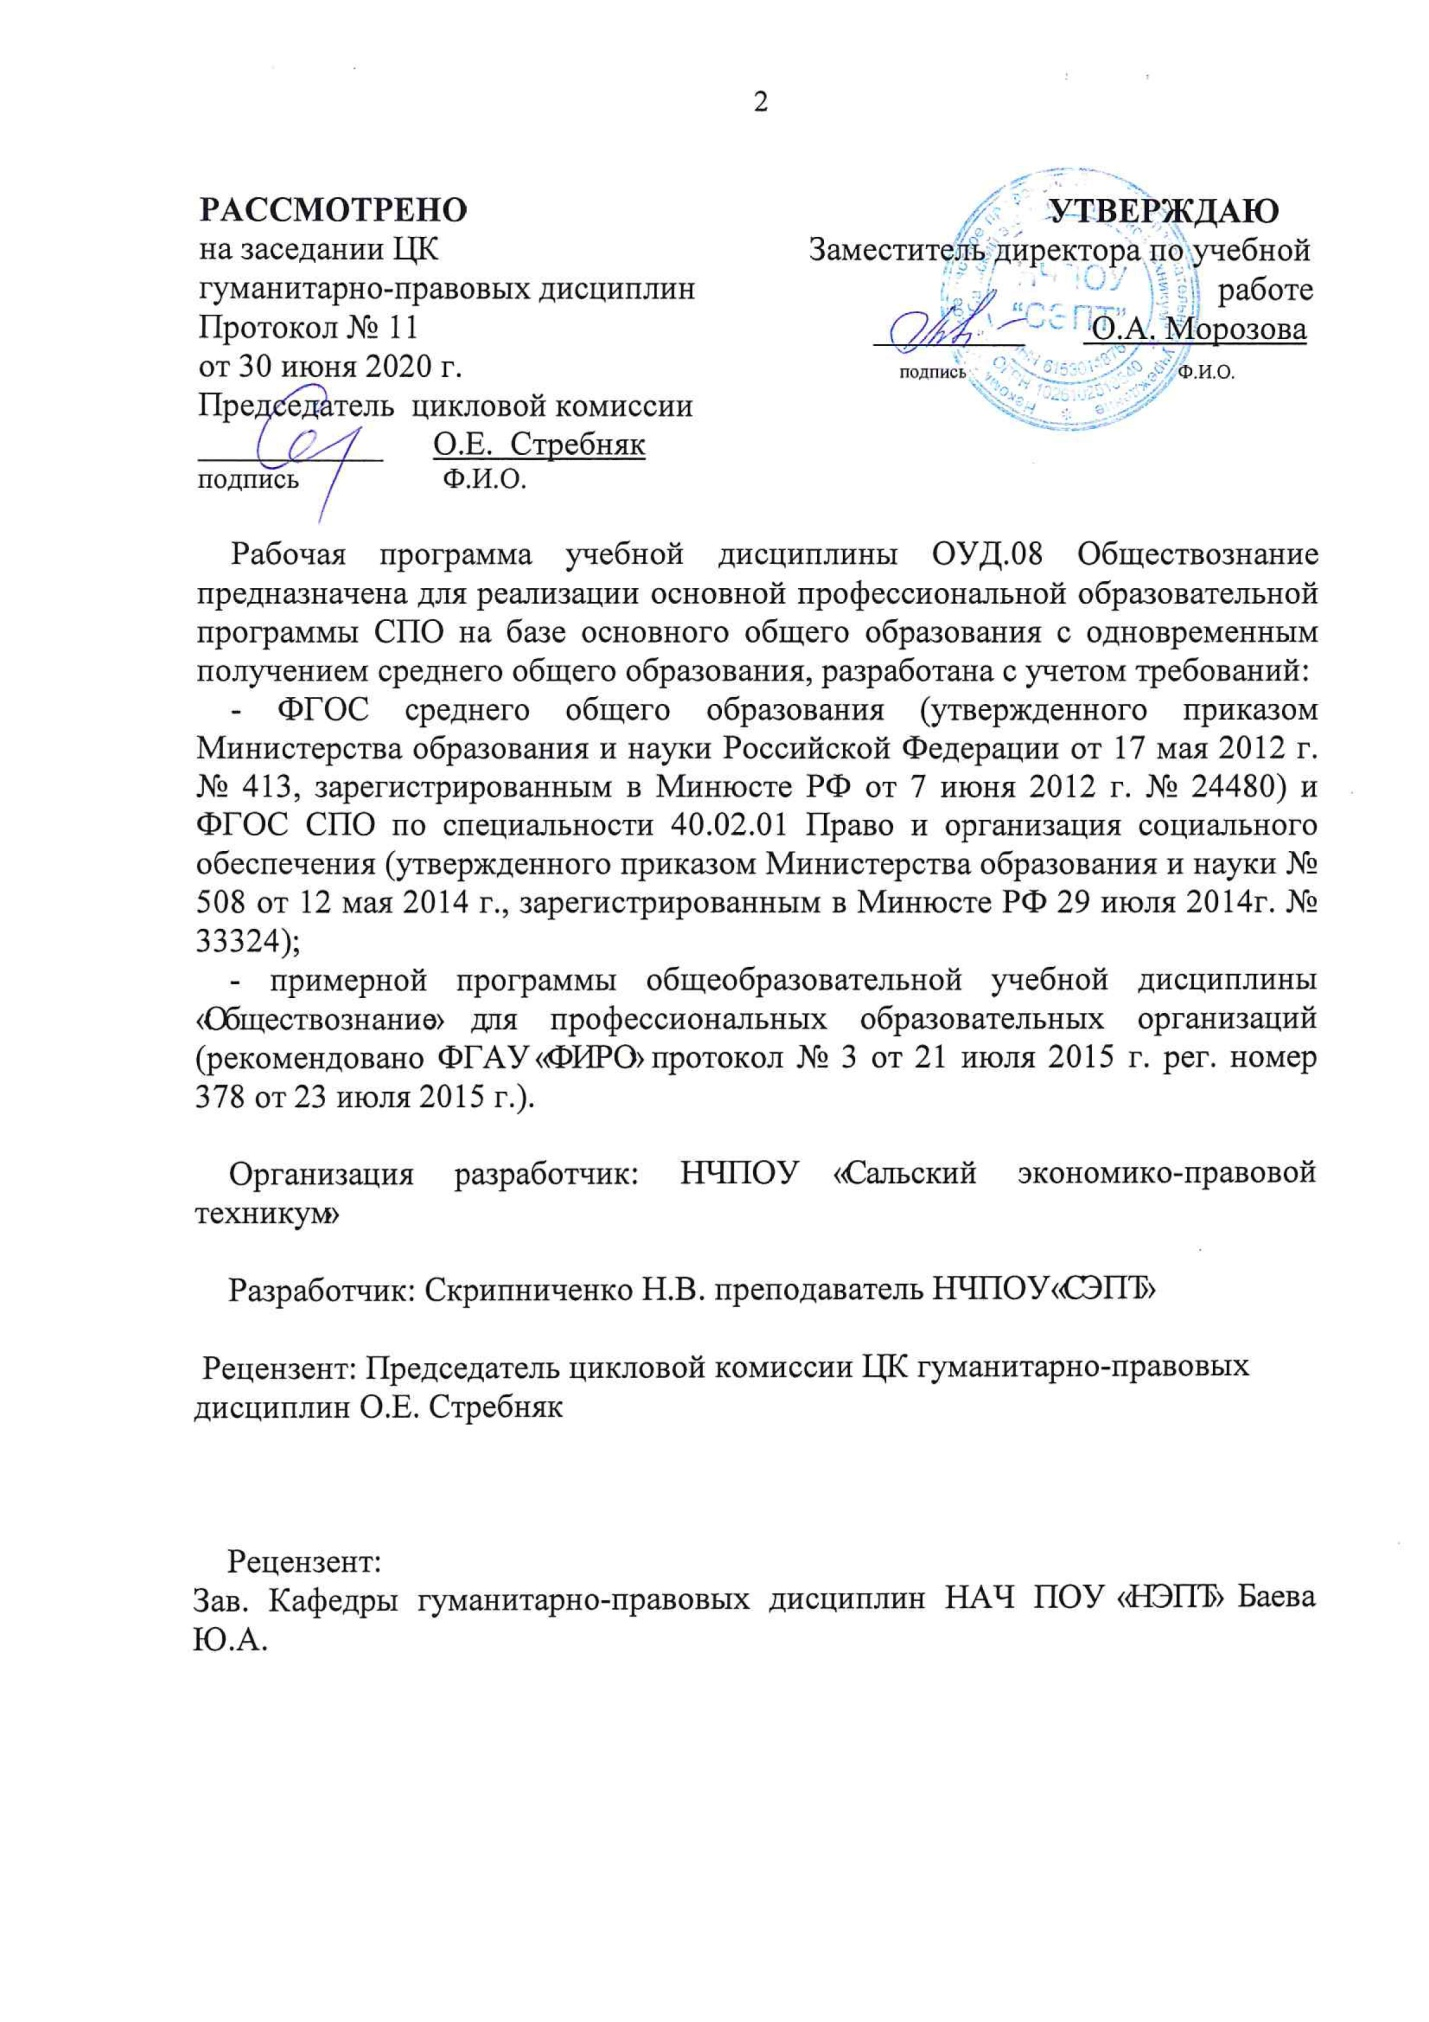 2
РАССМОТРЕНО
на заседании ЦК
гуманитарно-правовых дисциплин
Протокол № 11
от 30 июня 2020 г.
Председатель цикловой комиссии
О.Е. Стребняк
подпись Ф.И.О.
УТВЕРЖДАЮ
Заместитель директора по учебной
работе
О.А. Морозова
подпись Ф.И.О.
"СЭПТ"
Рабочая программа учебной дисциплины ОУД.08 Обществознание
предназначена для реализации основной профессиональной образовательной
программы СПО на базе основного общего образования с одновременным
получением среднего общего образования, разработана с учетом требований:
- ФГОС среднего общего образования (утвержденного приказом
Министерства образования и науки Российской Федерации от 17 мая 2012 г.
№ 413, зарегистрированным в Минюсте РФ от 7 июня 2012 г. № 24480) и
ФГОС СПО по специальности 40.02.01 Право и организация социального
обеспечения (утвержденного приказом Министерства образования и науки №
508 от 12 мая 2014 г., зарегистрированным в Минюсте РФ 29 июля 2014г. №
33324);
- примерной программы общеобразовательной учебной дисциплины
«Обществознание» для профессиональных образовательных организаций
(рекомендовано ФГАУ «ФИРО» протокол № 3 от 21 июля 2015 г. рег. номер
378 от 23 июля 2015 г.).
Организация разработчик: НЧПОУ «Сальский экономико-правовой
техникум»
Разработчик: Скрипниченко Н.В. преподаватель НЧПОУ«СЭПТ»
Рецензент: Председатель цикловой комиссии ЦК гуманитарно-правовых
дисциплин О.Е. Стребняк
Рецензент:
Зав. Кафедры гуманитарно-правовых дисциплин НАЧ ПОУ «НЭПТ» Баева
Ю.А.